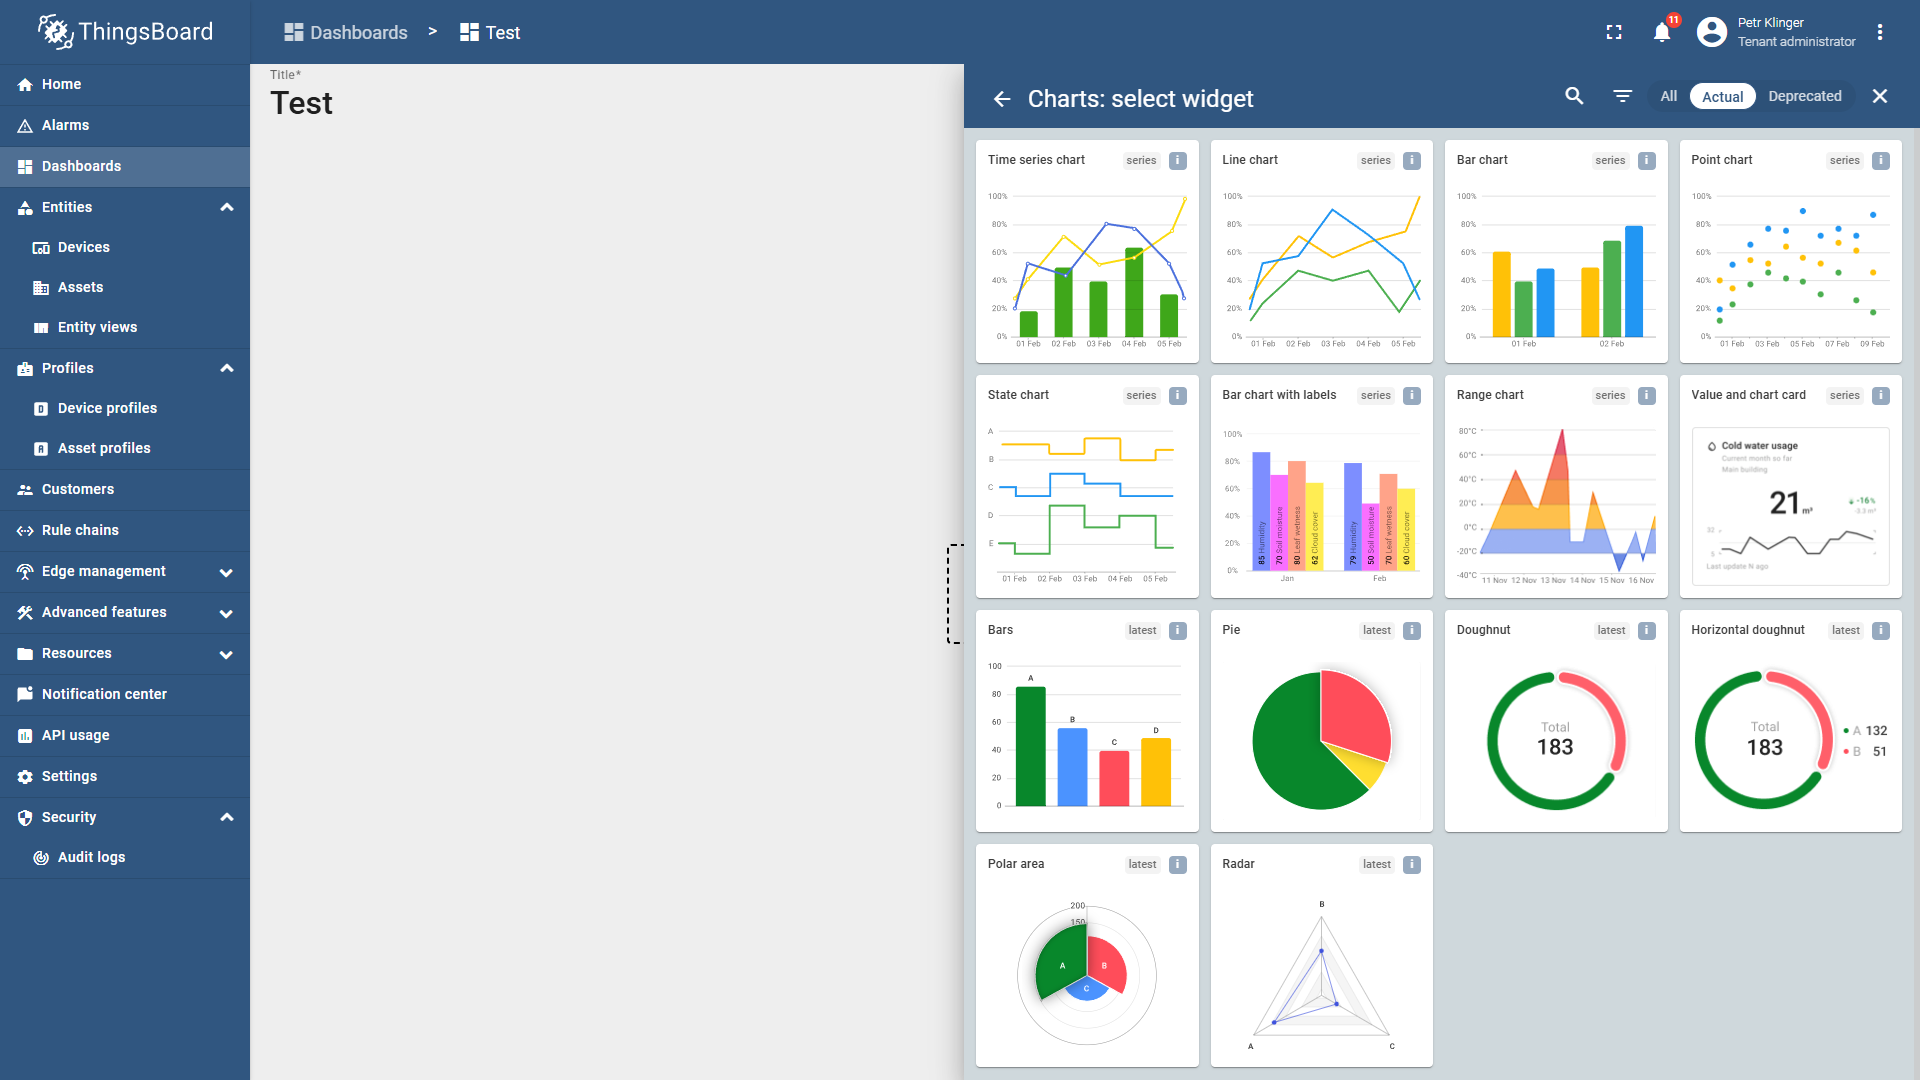 ThingsBoard
Dashboards > Test
11
Petr Klinger
Tenant administrator
Home
Alarms
Dashboards
Entities
Devices
Assets
Entity views
Profiles
Device profiles
Asset profiles
Customers
Rule chains
Edge management
Advanced features
Resources
Notification center
API usage
Settings
Security
Audit logs
Title*
Test
Charts: select widget
All Actual Deprecated
Time series chart series i
100%
80%
60%
40%
20%
0%
01 Feb 02 Feb 03 Feb 04 Feb 05 Feb
Line chart series i
100%
80%
60%
40%
20%
0%
01 Feb 02 Feb 03 Feb 04 Feb 05 Feb
Bar chart series i
100%
80%
60%
40%
20%
0%
01 Feb 02 Feb
Point chart series i
100%
80%
60%
40%
20%
0%
01 Feb 03 Feb 05 Feb 07 Feb 09 Feb
State chart series i
A
B
C
D
E
01 Feb 02 Feb 03 Feb 04 Feb 05 Feb
Bar chart with labels series i
100%
80%
60%
40%
20%
0%
85 Humidity
70 Soil moisture
80 Leaf wetness
62 Cloud cover
79 Humidity
50 Soil moisture
70 Leaf wetness
60 Cloud cover
Jan Feb
Range chart series i
80°C
60°C
40°C
20°C
0°C
-20°C
-40°C
11 Nov 12 Nov 13 Nov 14 Nov 15 Nov 16 Nov
Value and chart card series i
Cold water usage
Current month so far
Main building
21 m³
-16%
-3.3 m³
32
5
Last update N ago
Bars latest i
100
80
60
40
20
0
A
B
C
D
Pie latest i
Doughnut latest i
Total
183
Horizontal doughnut latest i
Total
183
A 132
B 51
Polar area latest i
200
150
A
B
C
Radar latest i
B
A
C